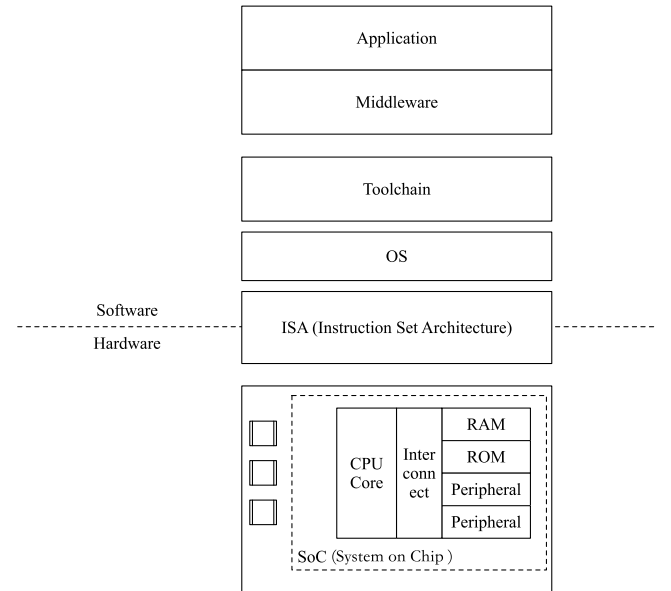 Application
Middleware
Toolchain
OS
Software
ISA (Instruction Set Architecture)
Hardware
CPU
Core
Inter
conn
ect
RAM
ROM
Peripheral
Peripheral
SoC (System on Chip )